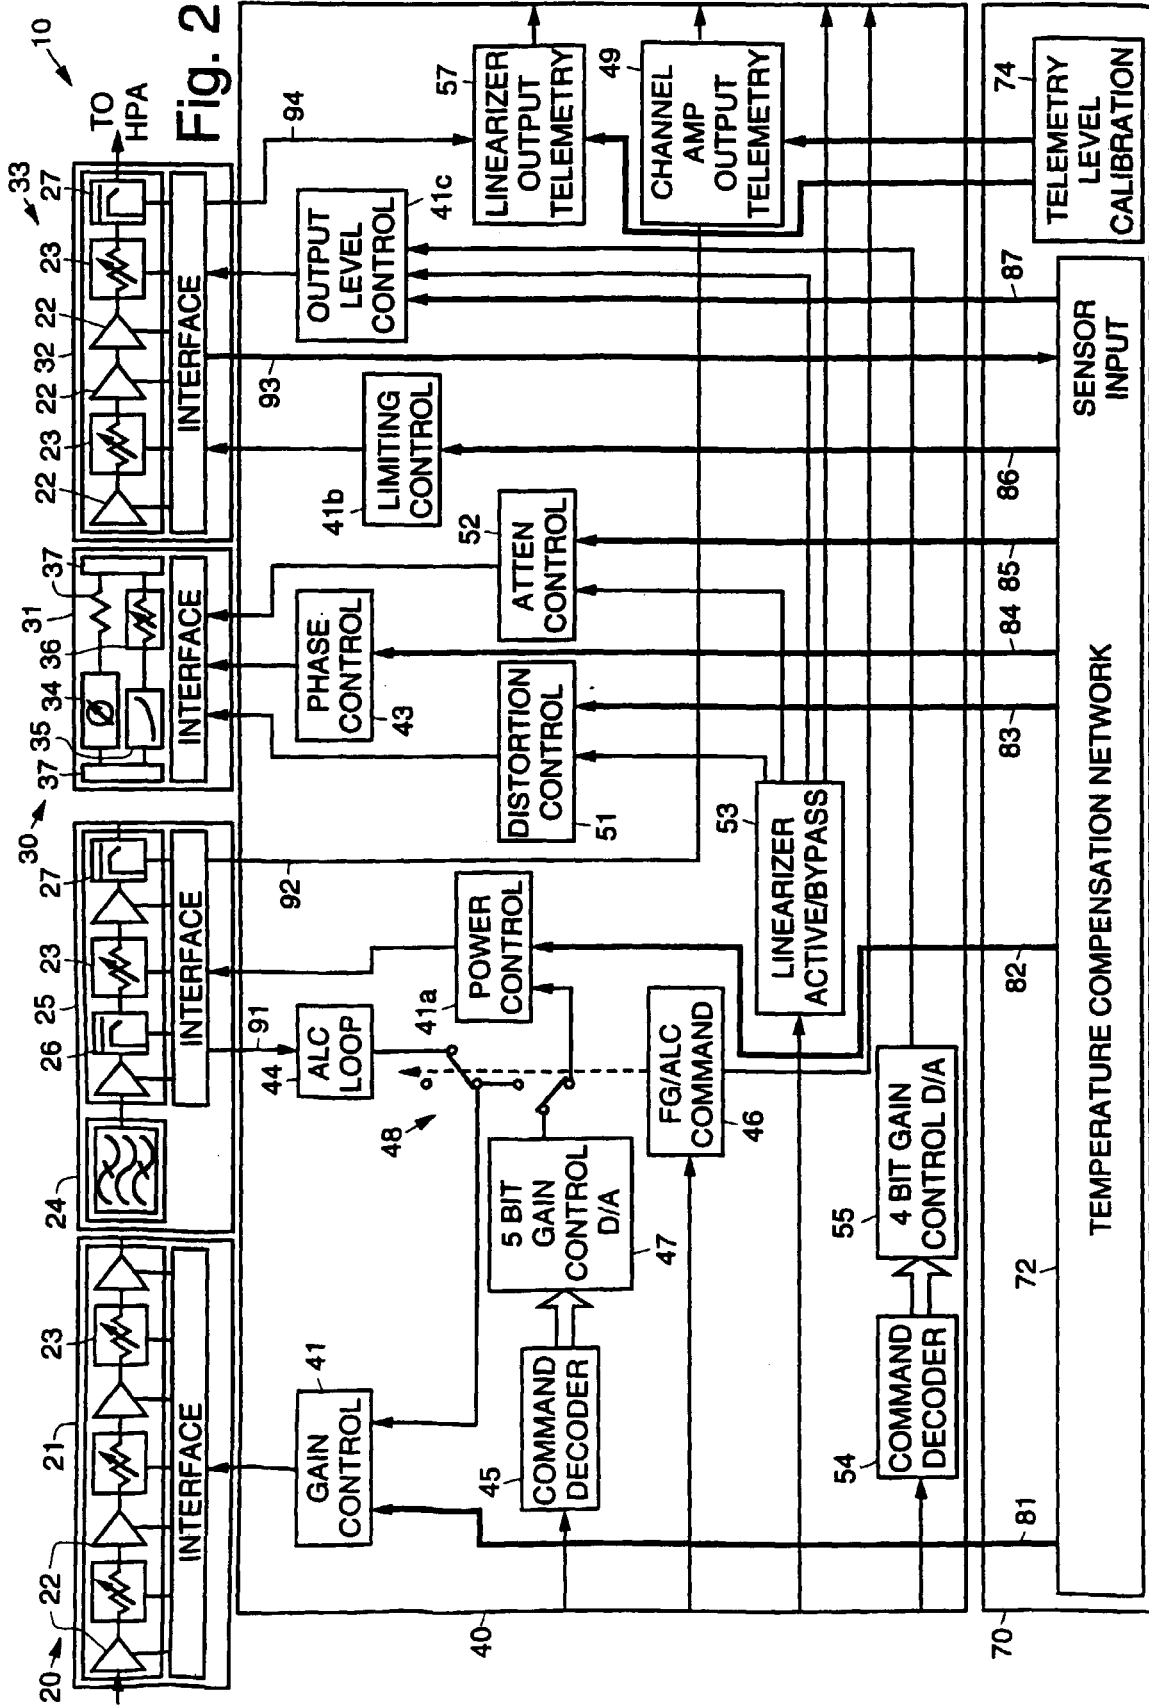 Fig. 2
10
TO
HPA
20
22
21
23
24
25
26
23
27
30
37
35
34
36
31
37
22
23
22
32
22
23
27
33
INTERFACE
INTERFACE
INTERFACE
INTERFACE
91
92
93
94
GAIN
CONTROL
41
ALC
LOOP
44
POWER
CONTROL
41a
48
PHASE
CONTROL
43
LIMITING
CONTROL
41b
OUTPUT
LEVEL
CONTROL
41c
COMMAND
DECODER
45
5 BIT
GAIN
CONTROL
D/A
47
FG/ALC
COMMAND
46
DISTORTION
CONTROL
51
ATTEN
CONTROL
52
LINEARIZER
ACTIVE/BYPASS
53
LINEARIZER
OUTPUT
TELEMETRY
57
CHANNEL
AMP
OUTPUT
TELEMETRY
49
COMMAND
DECODER
54
4 BIT GAIN
CONTROL D/A
55
40
70
81
72
82
83
84
85
86
87
TEMPERATURE COMPENSATION NETWORK
SENSOR
INPUT
TELEMETRY
LEVEL
CALIBRATION
74